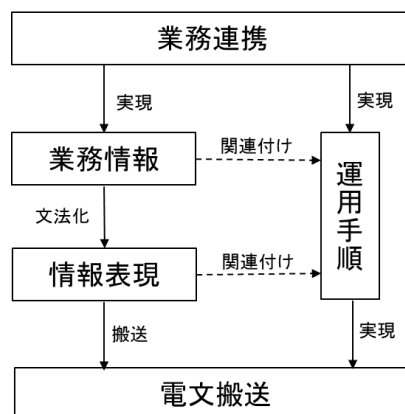 業務連携
実現
実現
業務情報
関連付け
運用手順
文法化
情報表現
関連付け
搬送
実現
電文搬送